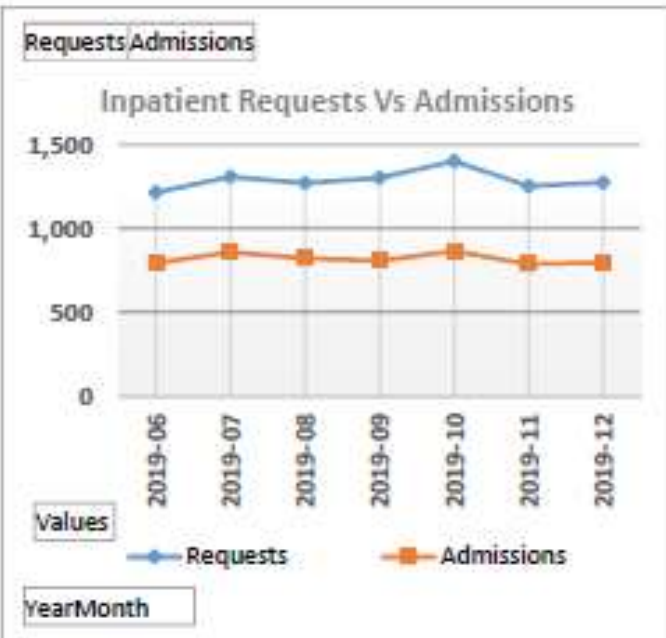 Requests Admissions
Inpatient Requests Vs Admissions
1,500
1,000
500
0
2019-06 2019-07 2019-08 2019-09 2019-10 2019-11 2019-12
Values
Requests Admissions
YearMonth